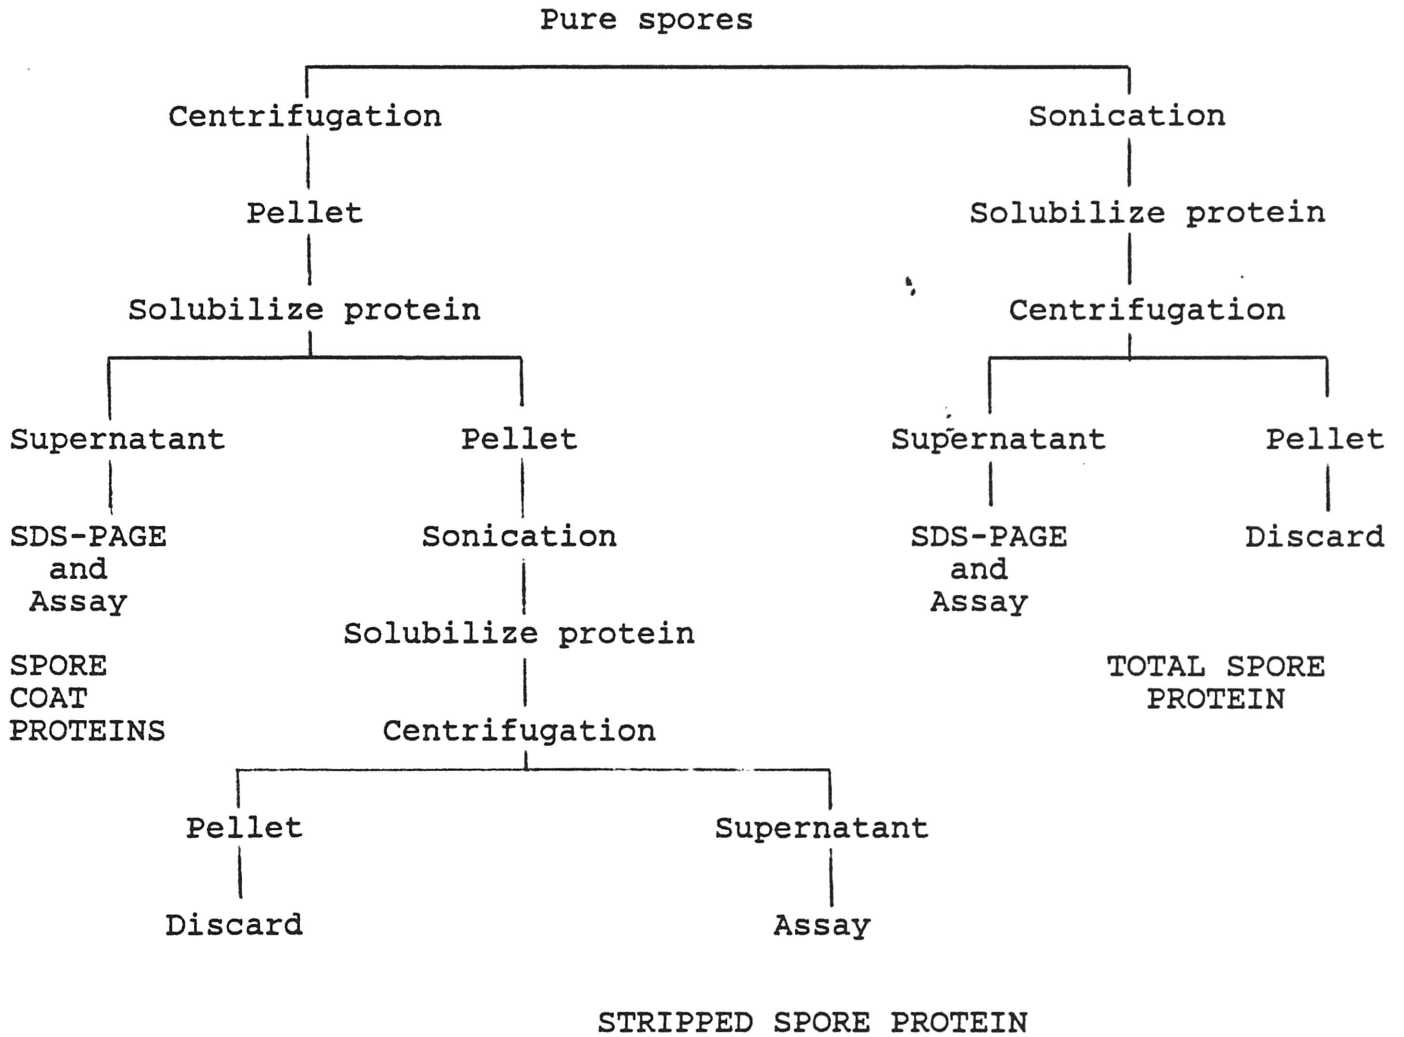 Pure spores
Centrifugation
Sonication
Pellet
Solubilize protein
Solubilize protein
Centrifugation
Supernatant
Pellet
Supernatant
Pellet
SDS-PAGE
and
Assay
Sonication
SDS-PAGE
and
Assay
Discard
Solubilize protein
SPORE
COAT
PROTEINS
TOTAL SPORE
PROTEIN
Centrifugation
Pellet
Supernatant
Discard
Assay
STRIPPED SPORE PROTEIN